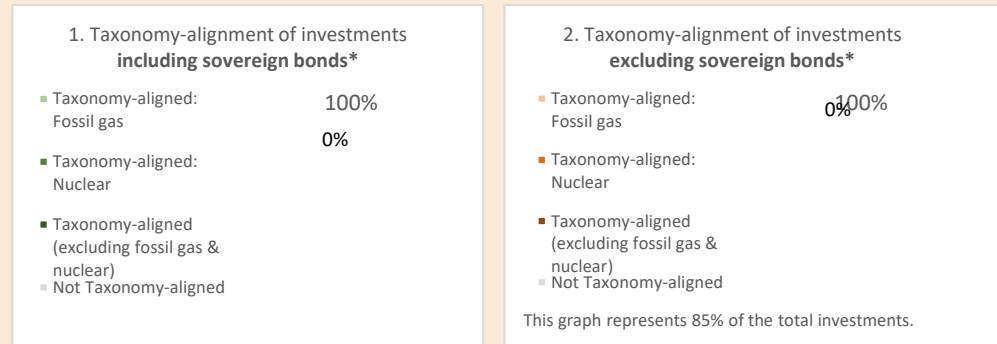 1. Taxonomy-alignment of investments
including sovereign bonds*
Taxonomy-aligned:
Fossil gas
Taxonomy-aligned:
Nuclear
Taxonomy-aligned
(excluding fossil gas &
nuclear)
Not Taxonomy-aligned
100%
0%
2. Taxonomy-alignment of investments
excluding sovereign bonds*
Taxonomy-aligned:
Fossil gas
Taxonomy-aligned:
Nuclear
Taxonomy-aligned
(excluding fossil gas &
nuclear)
Not Taxonomy-aligned
0%
100%
This graph represents 85% of the total investments.